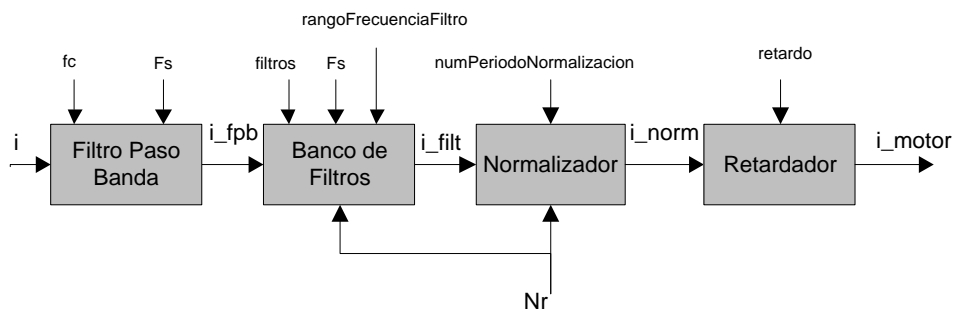 rangoFrecuenciaFiltro
fc
Fs
filtros
Fs
numPeriodoNormalizacion
retardo
i
Filtro Paso
Banda
i_fpb
Banco de
Filtros
i_filt
Normalizador
i_norm
Retardador
i_motor
Nr